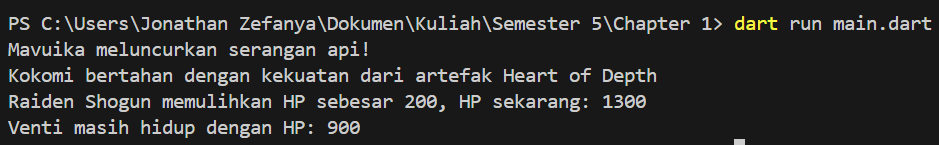 PS C:\Users\Jonathan Zefanya\Dokumen\Kuliah\Semester 5\Chapter 1> dart run main.dart
Mavuika meluncurkan serangan api!
Kokomi bertahan dengan kekuatan dari artefak Heart of Depth
Raiden Shogun memulihkan HP sebesar 200, HP sekarang: 1300
Venti masih hidup dengan HP: 900